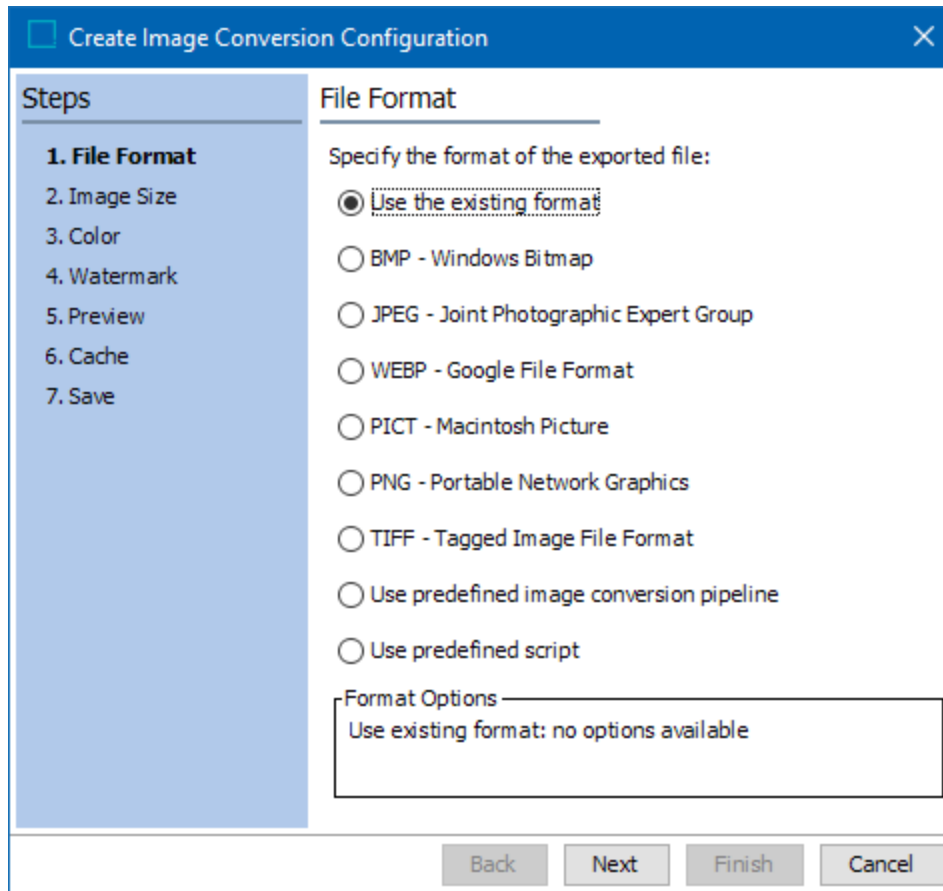 Create Image Conversion Configuration
Steps
1. File Format
2. Image Size
3. Color
4. Watermark
5. Preview
6. Cache
7. Save
File Format
Specify the format of the exported file:
Use the existing format
BMP - Windows Bitmap
JPEG - Joint Photographic Expert Group
WEBP - Google File Format
PICT - Macintosh Picture
PNG - Portable Network Graphics
TIFF - Tagged Image File Format
Use predefined image conversion pipeline
Use predefined script
Format Options
Use existing format: no options available
Back Next Finish Cancel